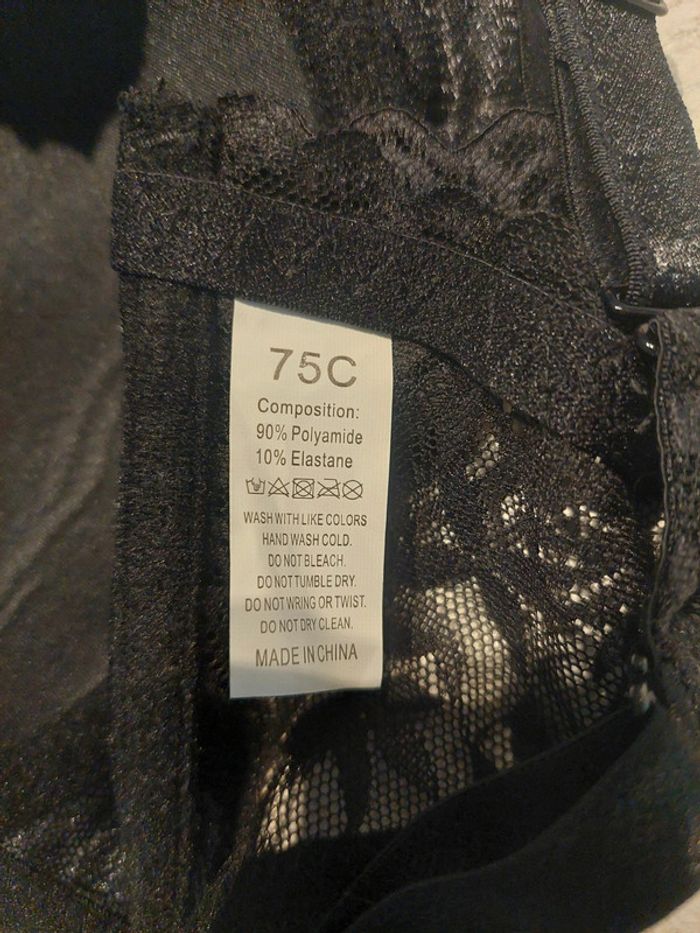 75C
Composition:
90% Polyamide
10% Elastane
WASH WITH LIKE COLORS
HAND WASH COLD.
DO NOT BLEACH.
DO NOT TUMBLE DRY.
DO NOT WRING OR TWIST.
DO NOT DRY CLEAN.
MADE IN CHINA